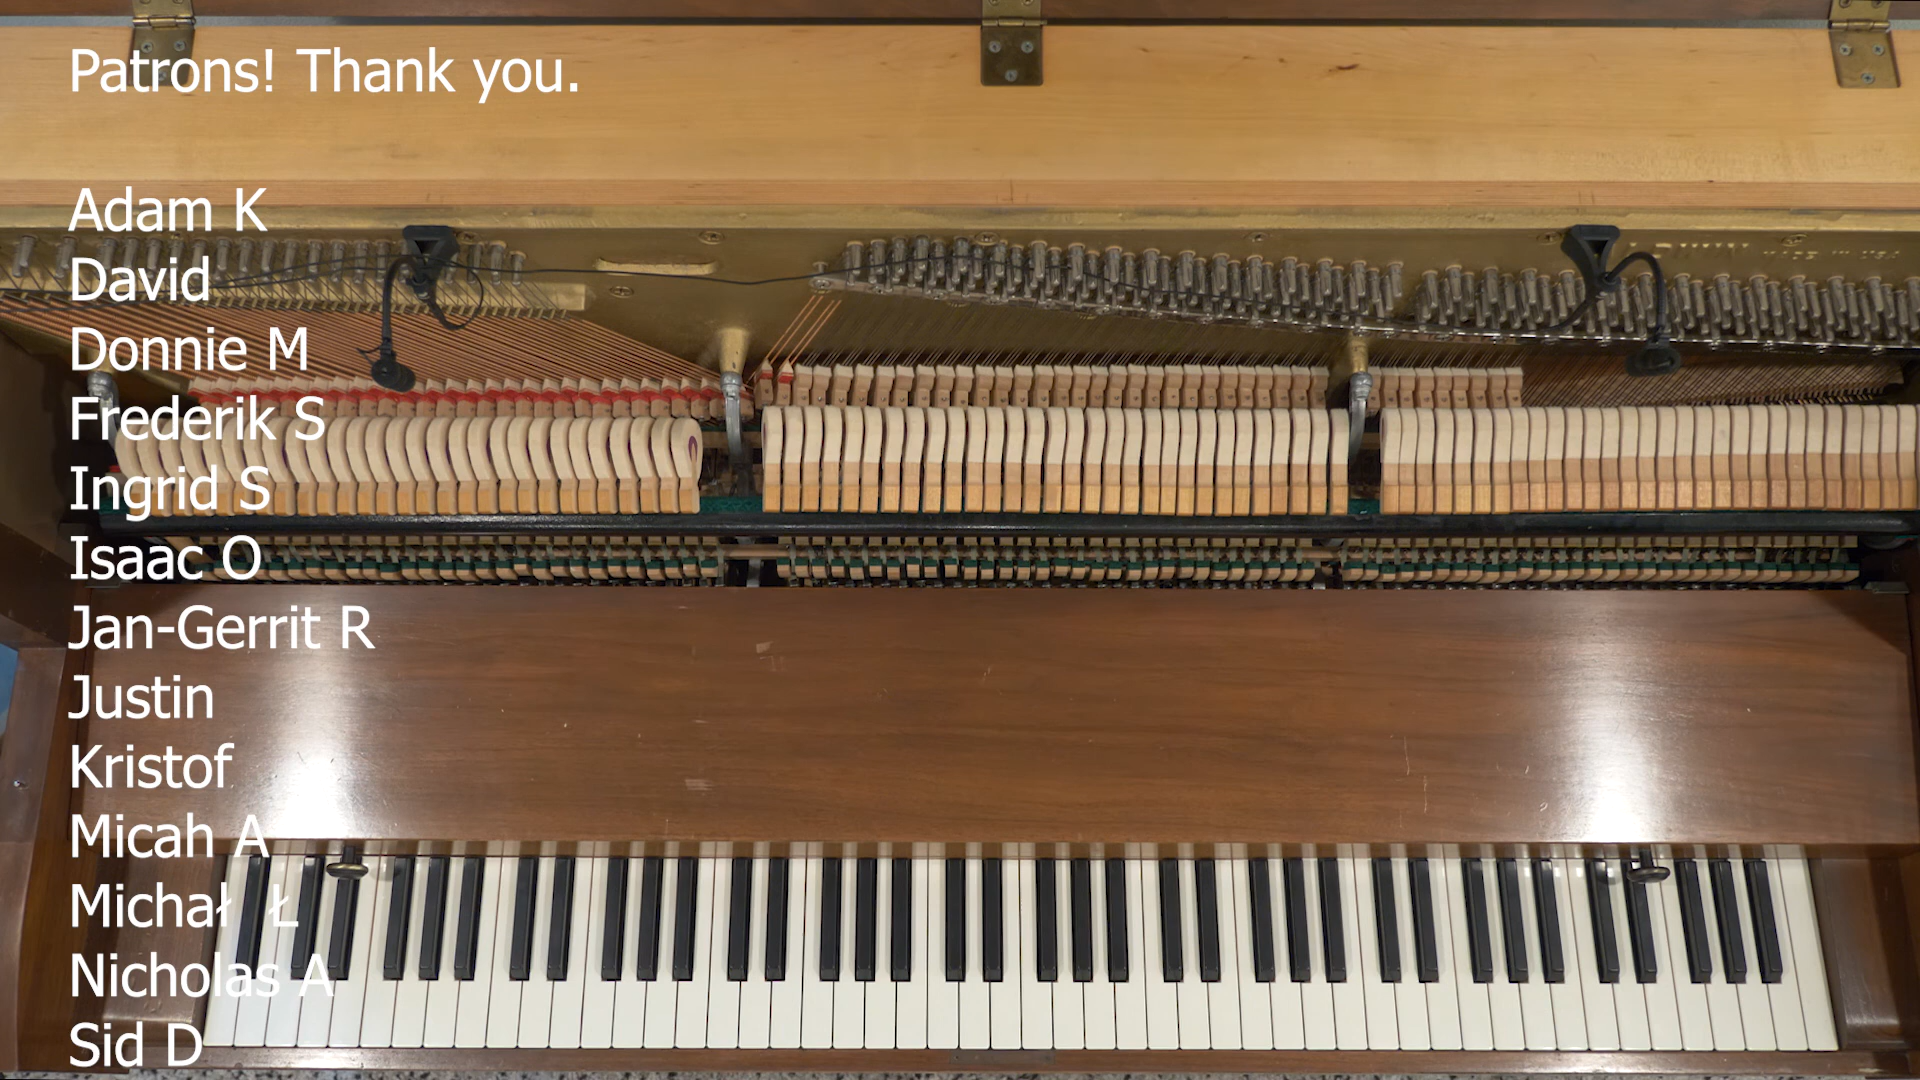 Patrons! Thank you.
Adam K
David
Donnie M
Frederik S
Ingrid S
Isaac O
Jan-Gerrit R
Justin
Kristof
Micah A
Michał Ł
Nicholas A
Sid D